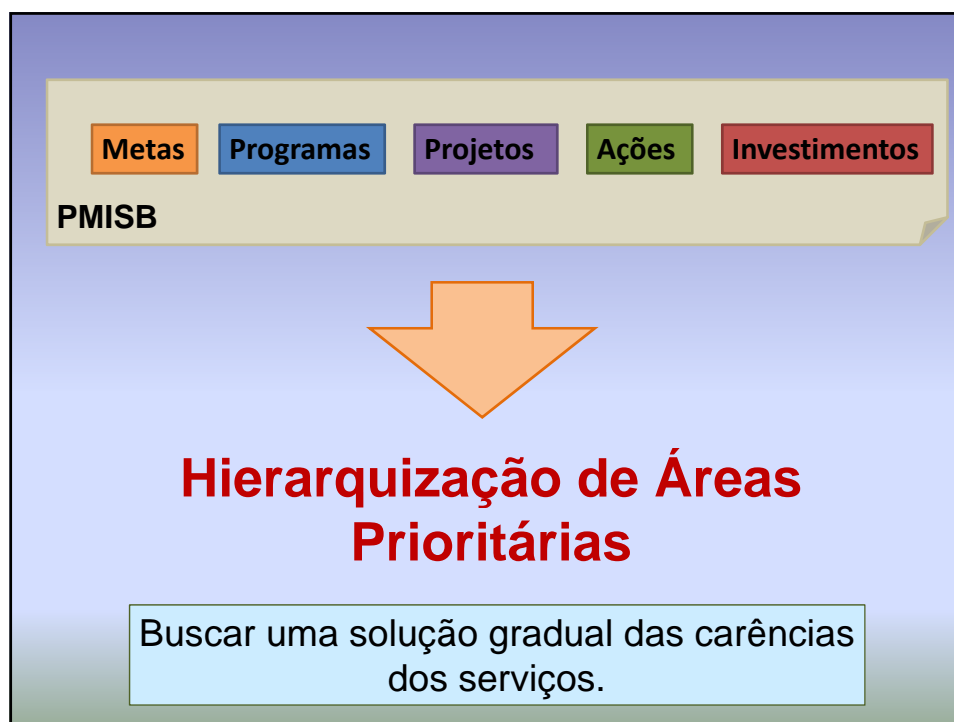 Metas Programas Projetos Ações Investimentos
PMISB
Hierarquização de Áreas
Prioritárias
Buscar uma solução gradual das carências
dos serviços.